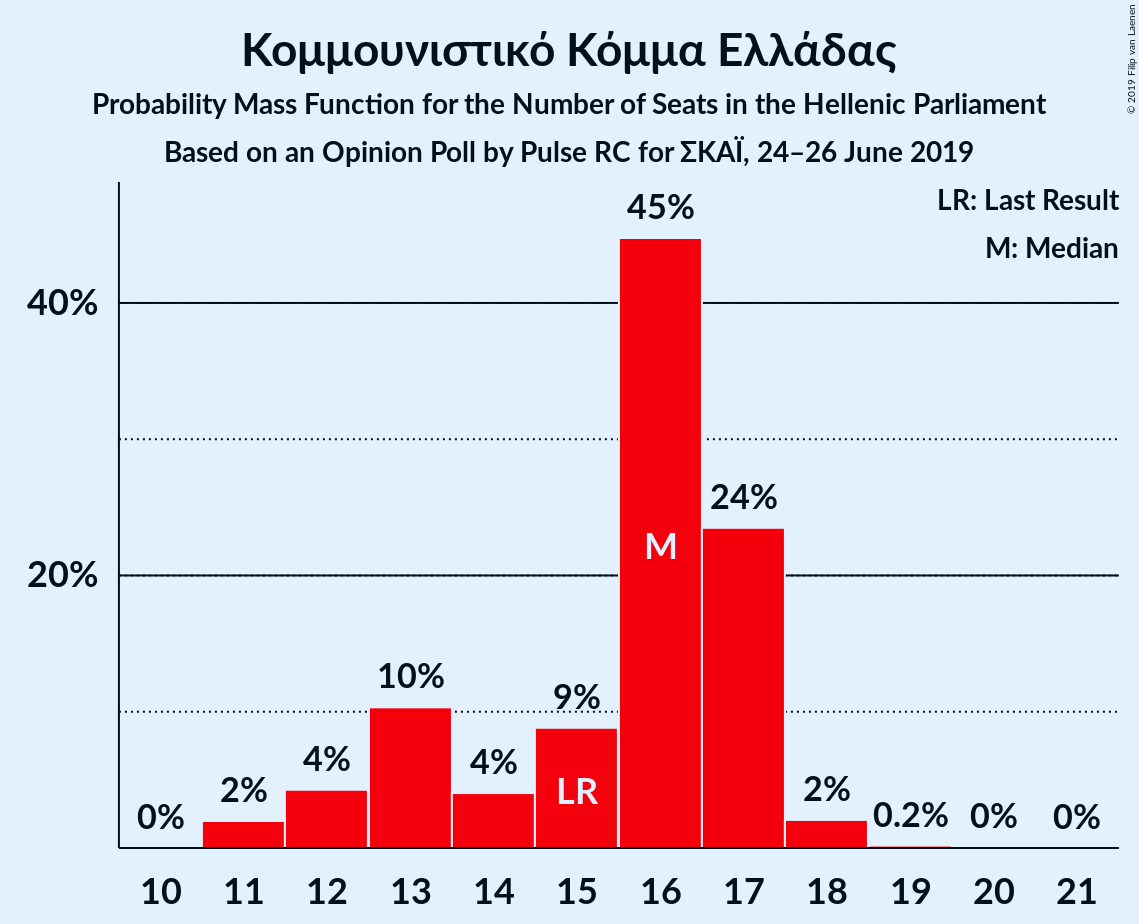 Κομμουνιστικό Κόμμα Ελλάδας
Probability Mass Function for the Number of Seats in the Hellenic Parliament
Based on an Opinion Poll by Pulse RC for ΣΚΑΪ, 24–26 June 2019
© 2019 Filip van Laenen
LR: Last Result
M: Median
45%
40%
24%
M
20%
10%
9%
4%
4%
2%
LR
2%
0%
0.2%
0%
0%
10 11 12 13 14 15 16 17 18 19 20 21